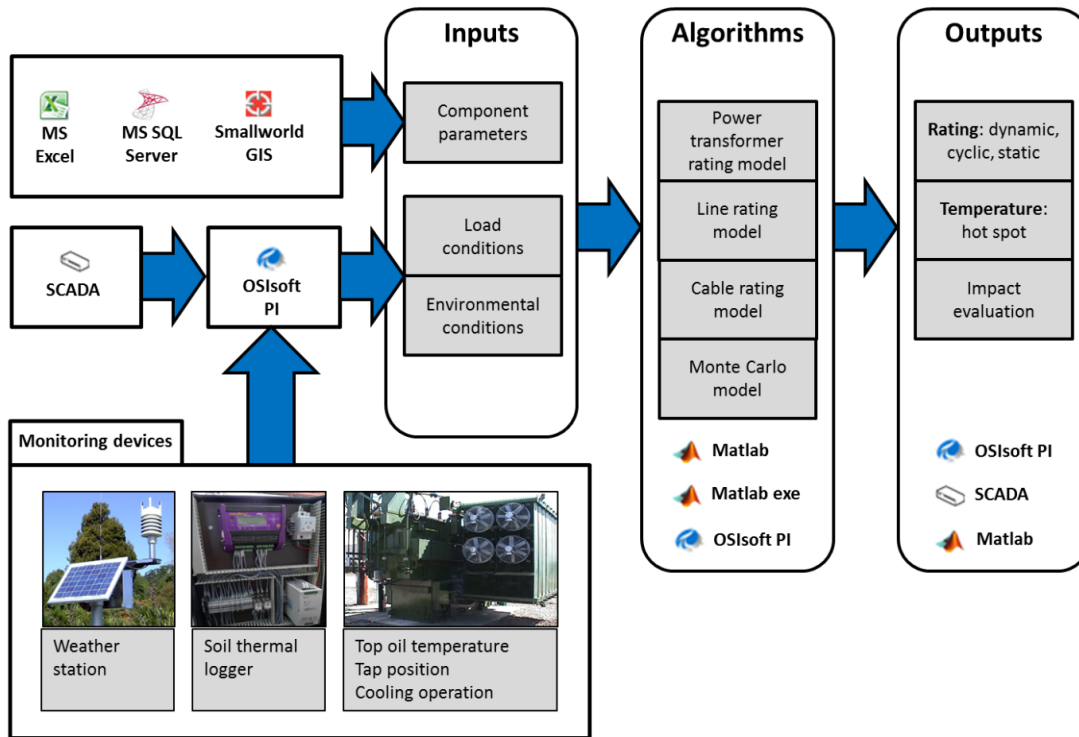 Inputs
Algorithms
Outputs
MS
Excel
MS SQL
Server
Smallworld
GIS
Component
parameters
Power
transformer
rating model
Rating: dynamic,
cyclic, static
Load
conditions
Line rating
model
Temperature:
hot spot
SCADA
OSIsoft
PI
Environmental
conditions
Cable rating
model
Impact
evaluation
Monte Carlo
model
Monitoring devices
Matlab
OSIsoft PI
Matlab exe
SCADA
OSIsoft PI
Matlab
Weather
station
Soil thermal
logger
Top oil temperature
Tap position
Cooling operation